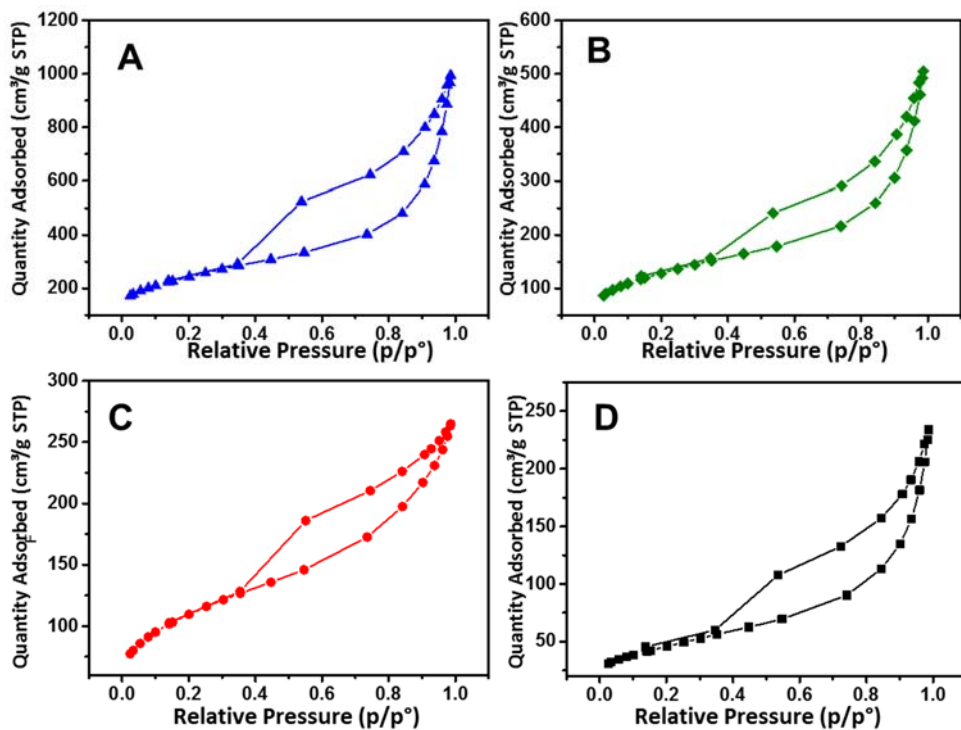 A
Quantity Adsorbed (cm³/g STP)
1200
1000
800
600
400
200
0.0 0.2 0.4 0.6 0.8 1.0
Relative Pressure (p/p°)
B
Quantity Adsorbed (cm³/g STP)
600
500
400
300
200
100
0.0 0.2 0.4 0.6 0.8 1.0
Relative Pressure (p/p°)
C
Quantity Adsorbed (cm³/g STP)
300
250
200
150
100
0.0 0.2 0.4 0.6 0.8 1.0
Relative Pressure (p/p°)
D
Quantity Adsorbed (cm³/g STP)
250
200
150
100
50
0.0 0.2 0.4 0.6 0.8 1.0
Relative Pressure (p/p°)